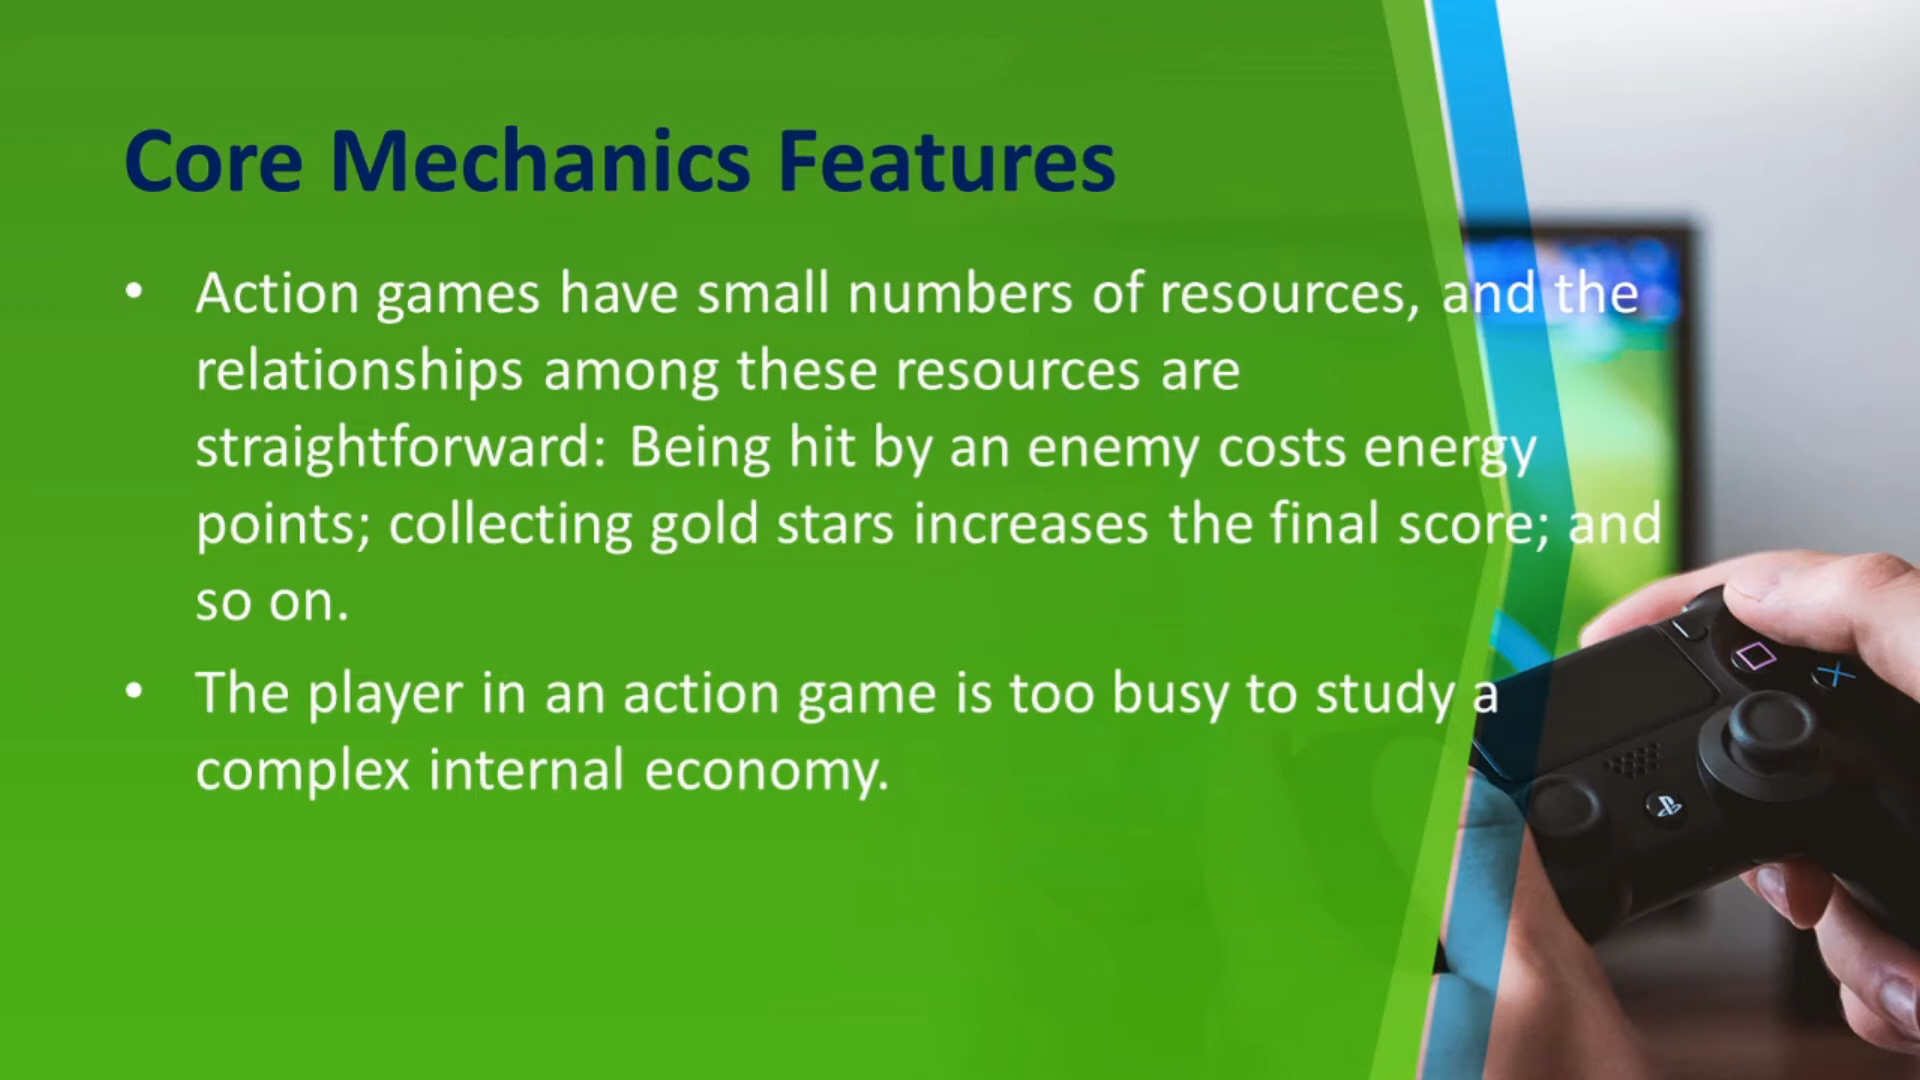 Core Mechanics Features
• Action games have small numbers of resources, and the
relationships among these resources are
straightforward: Being hit by an enemy costs energy
points; collecting gold stars increases the final score; and
so on.
• The player in an action game is too busy to study a
complex internal economy.